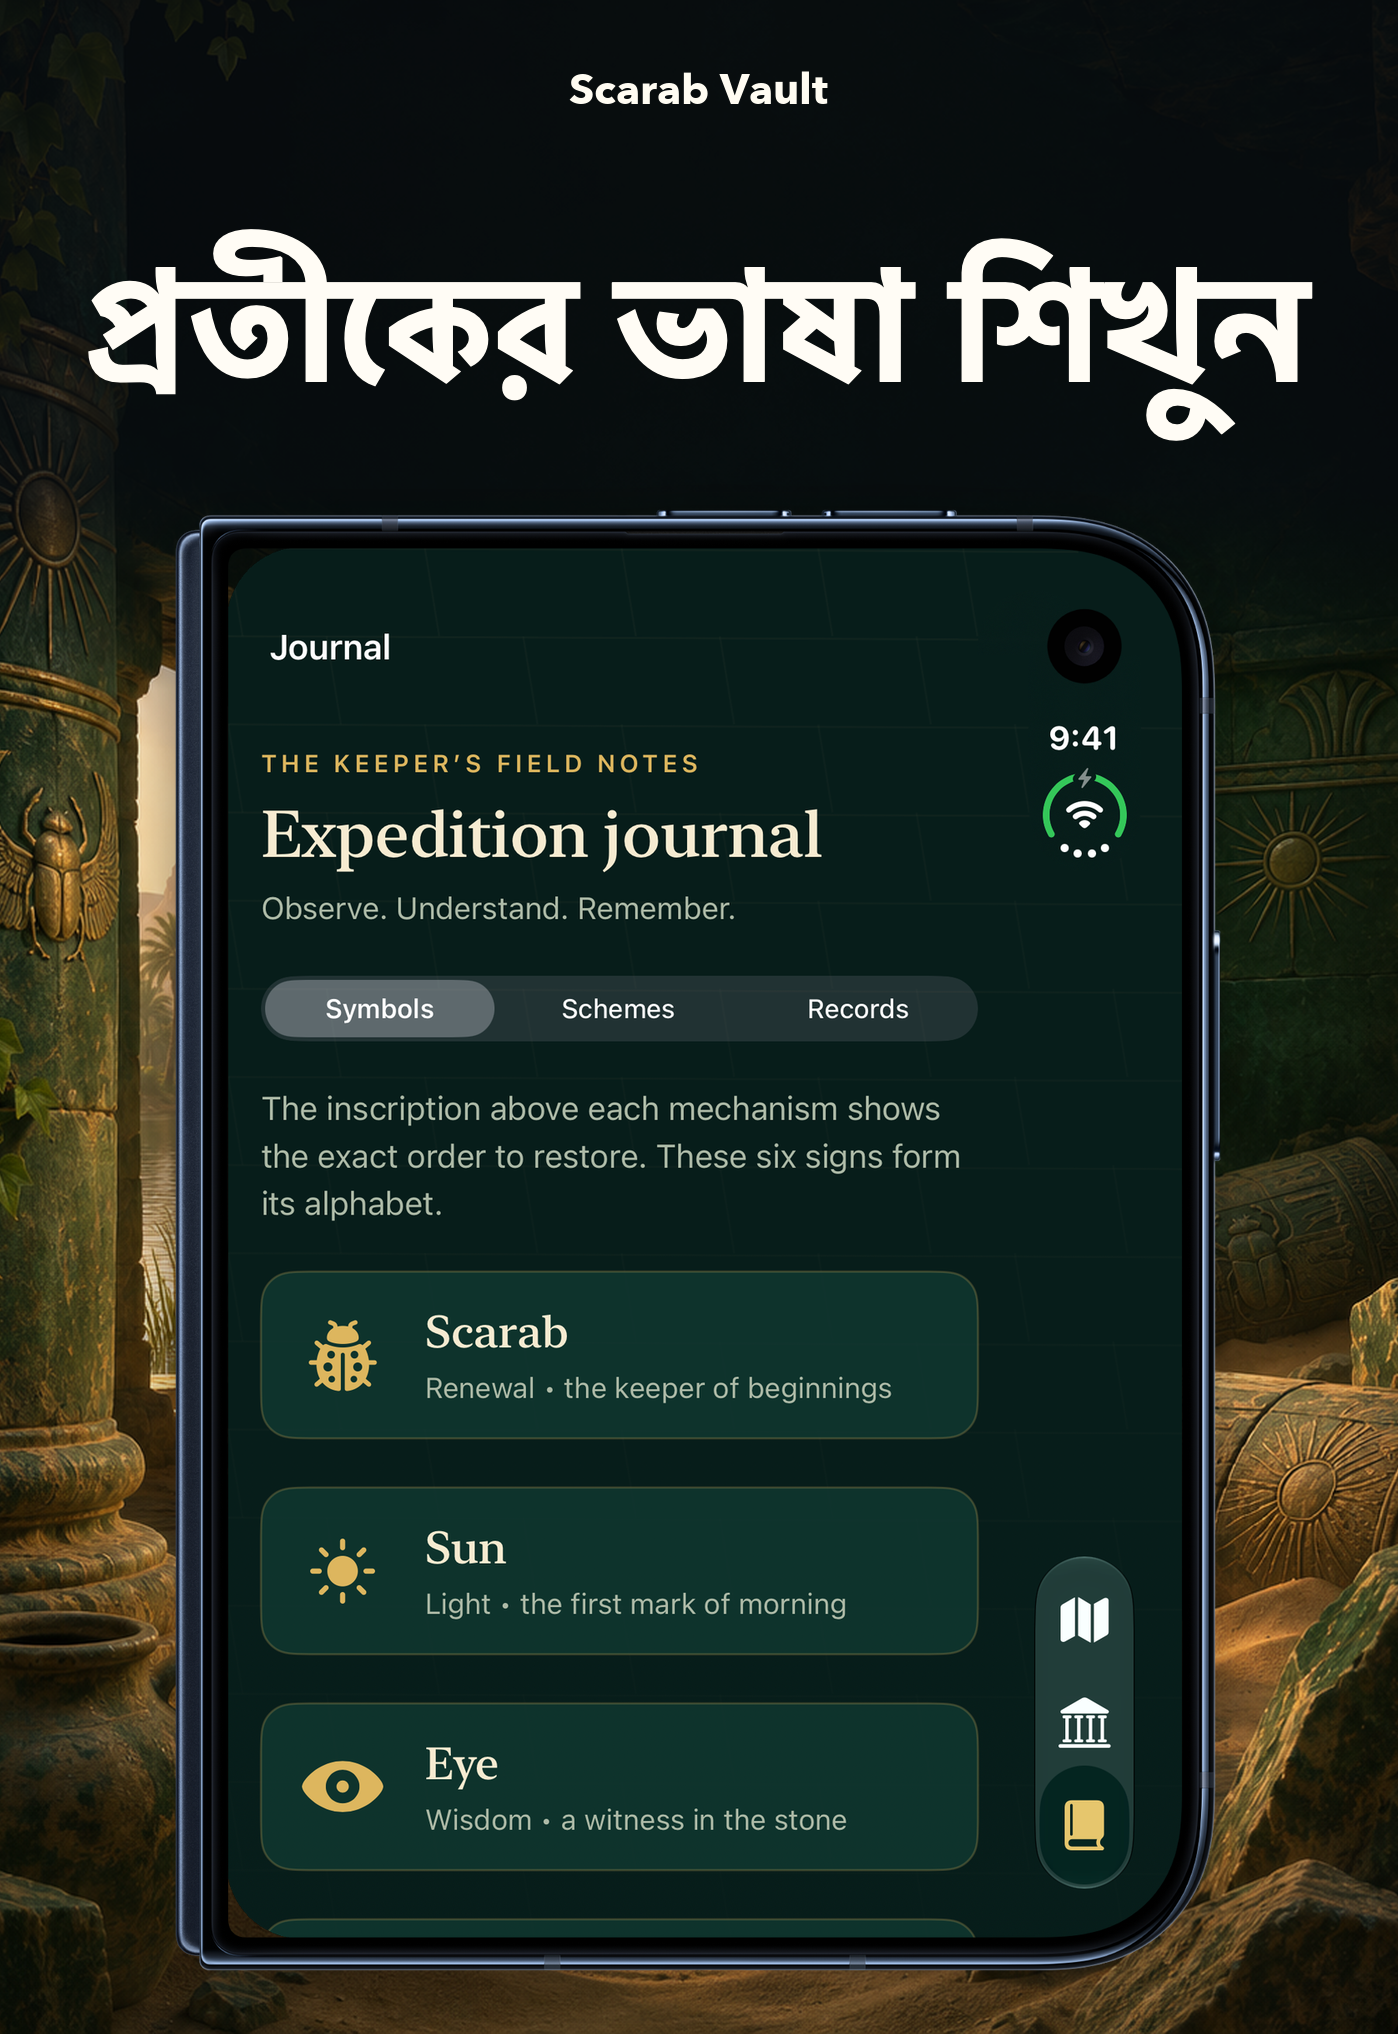 Scarab Vault
প্রতীকের ভাষা শিখুন
Journal
9:41
THE KEEPER’S FIELD NOTES
Expedition journal
Observe. Understand. Remember.
Symbols Schemes Records
The inscription above each mechanism shows
the exact order to restore. These six signs form
its alphabet.
Scarab
Renewal • the keeper of beginnings
Sun
Light • the first mark of morning
Eye
Wisdom • a witness in the stone